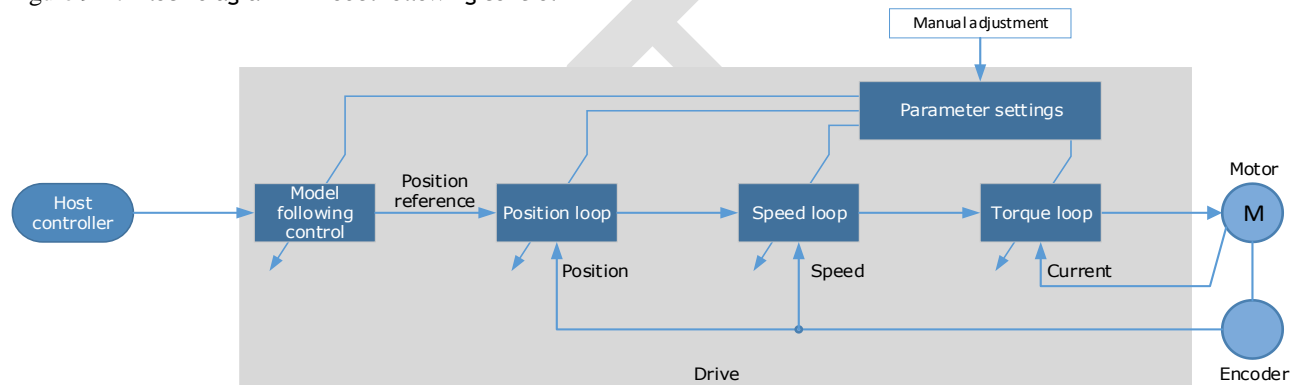 Manual adjustment
Parameter settings
Motor
Host
controller
Model
following
control
Position
reference
Position loop
Speed loop
Torque loop
M
Position
Speed
Current
Drive
Encoder